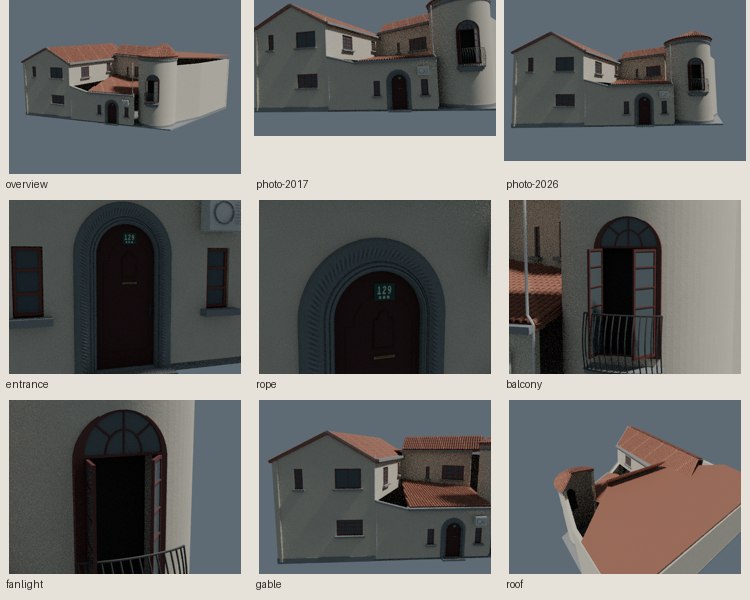 overview
photo-2017
photo-2026
129
entrance
129
rope
balcony
fanlight
gable
roof